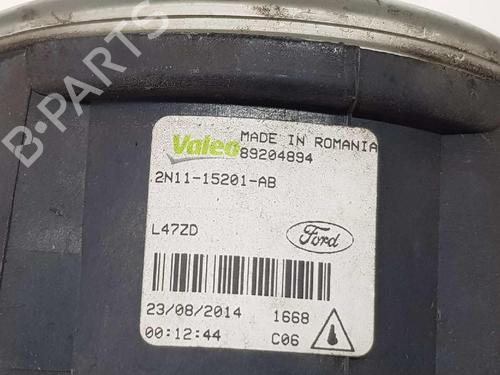 B-PARTS
Valeo MADE IN ROMANIA
89204894
2N11-15201-AB
L47ZD
Ford
23/08/2014 1668
00:12:44 C06